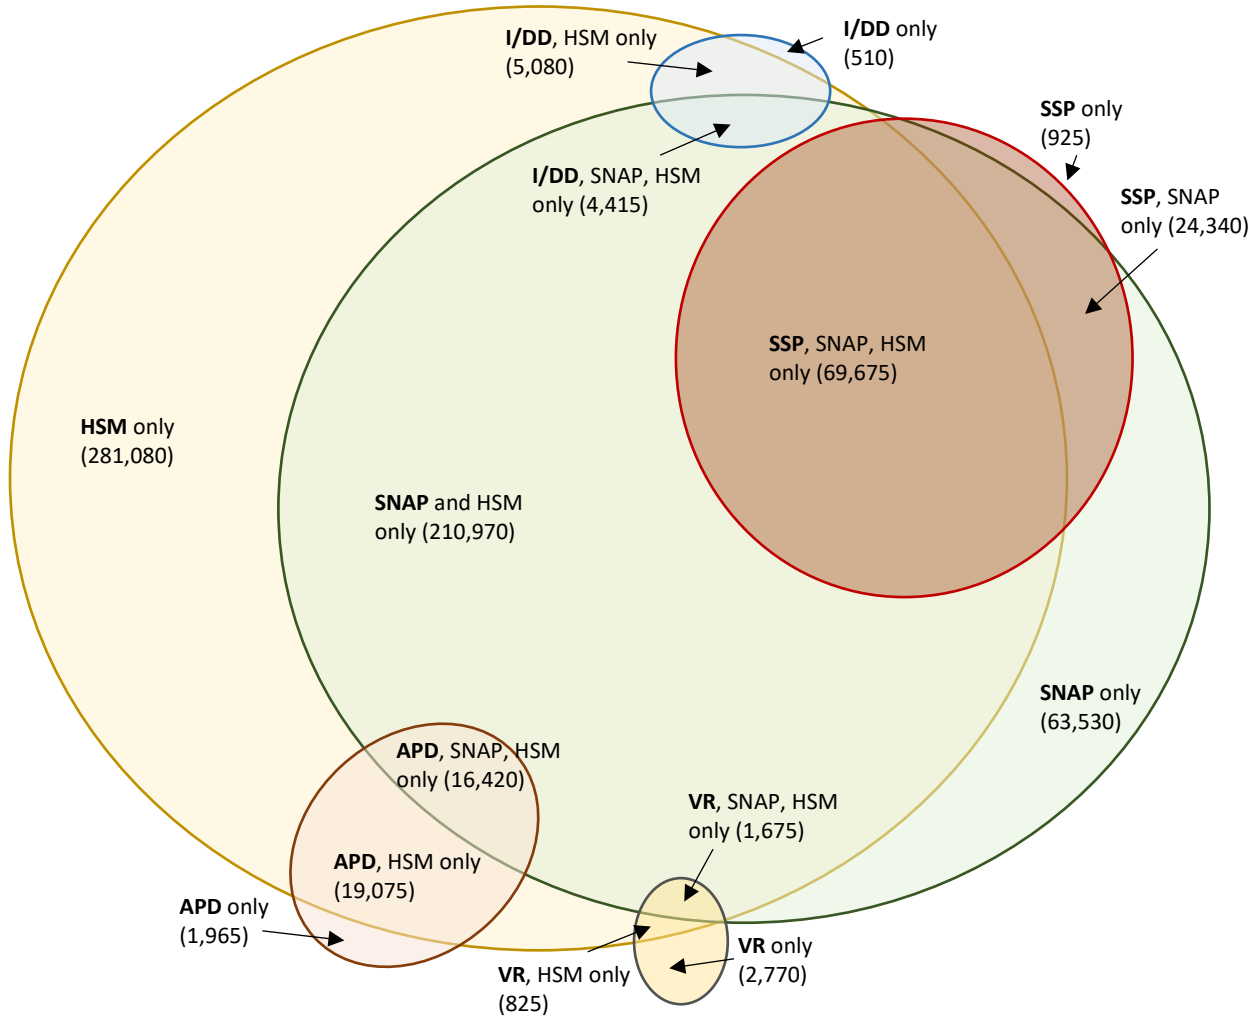 I/DD, HSM only
(5,080)
I/DD only
(510)
SSP only
(925)
I/DD, SNAP, HSM
only (4,415)
SSP, SNAP
only (24,340)
SSP, SNAP, HSM
only (69,675)
HSM only
(281,080)
SNAP and HSM
only (210,970)
SNAP only
(63,530)
APD, SNAP, HSM
only (16,420)
VR, SNAP, HSM
only (1,675)
APD, HSM only
(19,075)
APD only
(1,965)
VR only
(2,770)
VR, HSM only
(825)